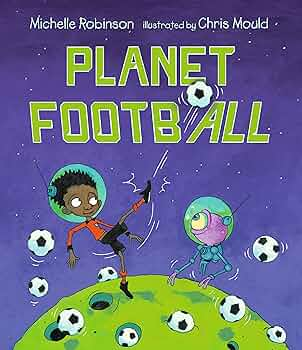 Michelle Robinson illustrated by Chris Mould
PLANET
FOOTBALL